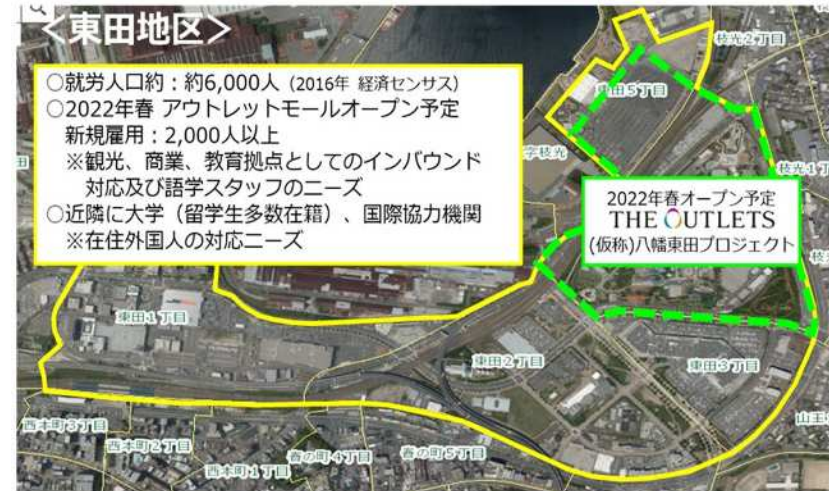 ＜東田地区＞
○就労人口約：約6,000人 (2016年 経済センサス)
○2022年春 アウトレットモールオープン予定
新規雇用：2,000人以上
※観光、商業、教育拠点としてのインバウンド
対応及び語学スタッフのニーズ
○近隣に大学（留学生多数在籍）、国際協力機関
※在住外国人の対応ニーズ
枝光2丁目
東田5丁目
字枝光
枝光1丁
2022年春オープン予定
THE OUTLETS
(仮称)八幡東田プロジェクト
東田1丁目
東田2丁目
東田3丁目
西本町3丁目
西本町2丁目
西本町1丁目
春の町4丁目
春の町5丁目
山王